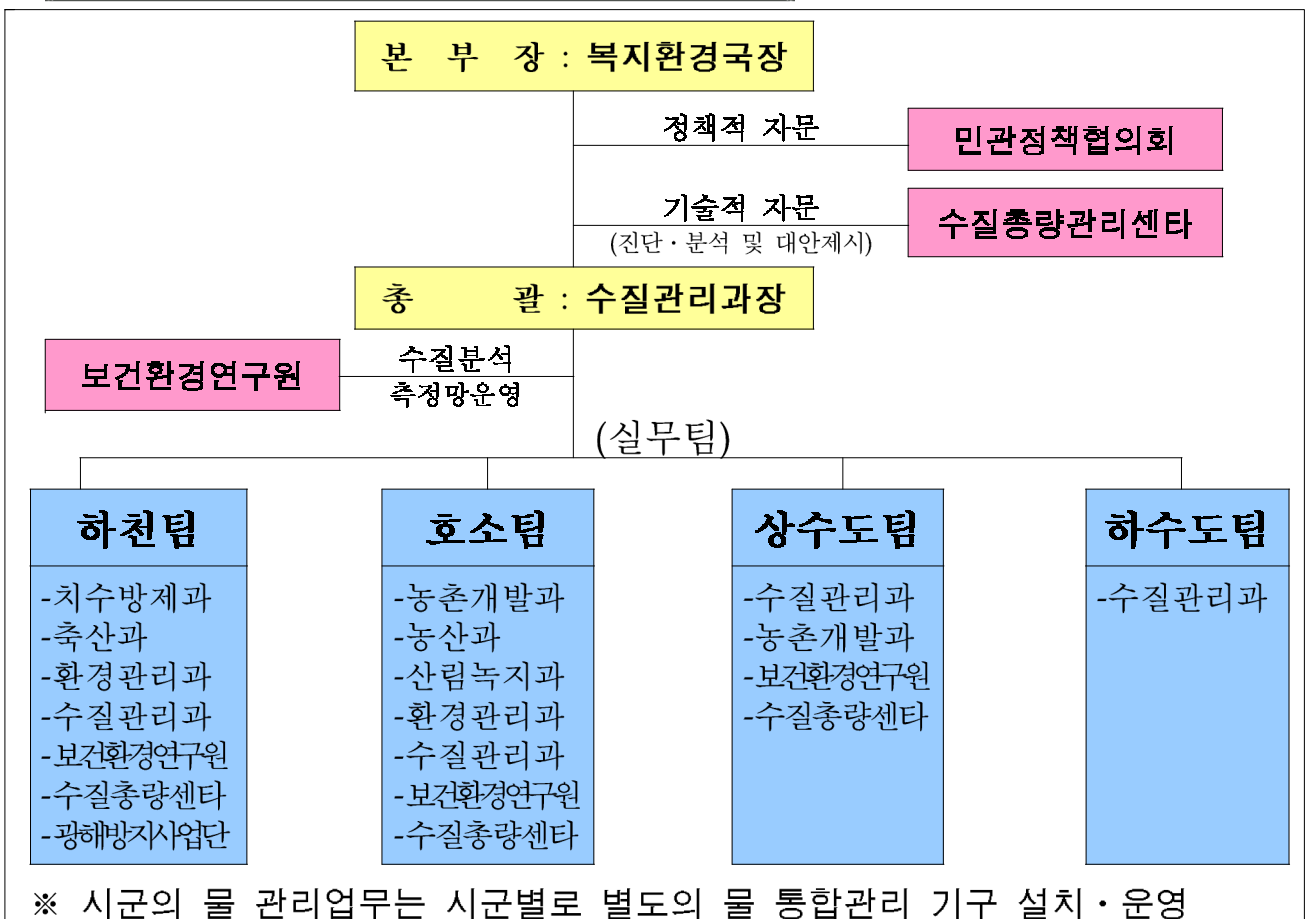 본 부 장 : 복지환경국장
정책적 자문
민관정책협의회
기술적 자문
(진단・분석 및 대안제시)
수질총량관리센타
총 괄 : 수질관리과장
보건환경연구원
수질분석
측정망운영
(실무팀)
하천팀
-치수방제과
-축산과
-환경관리과
-수질관리과
-보건환경연구원
-수질총량센타
-광해방지사업단
호소팀
-농촌개발과
-농산과
-산림녹지과
-환경관리과
-수질관리과
-보건환경연구원
-수질총량센타
상수도팀
-수질관리과
-농촌개발과
-보건환경연구원
-수질총량센타
하수도팀
-수질관리과
※ 시군의 물 관리업무는 시군별로 별도의 물 통합관리 기구 설치・운영